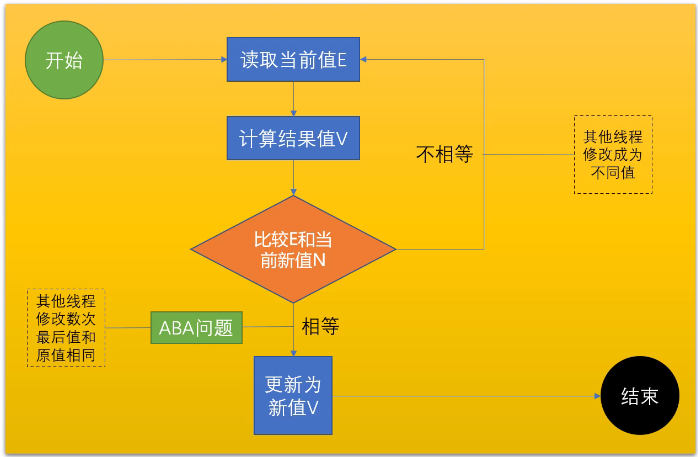 开始
读取当前值E
计算结果值V
不相等
其他线程
修改成为
不同值
比较E和当
前新值N
其他线程
修改数次
最后值和
原值相同
ABA问题
相等
更新为
新值V
结束